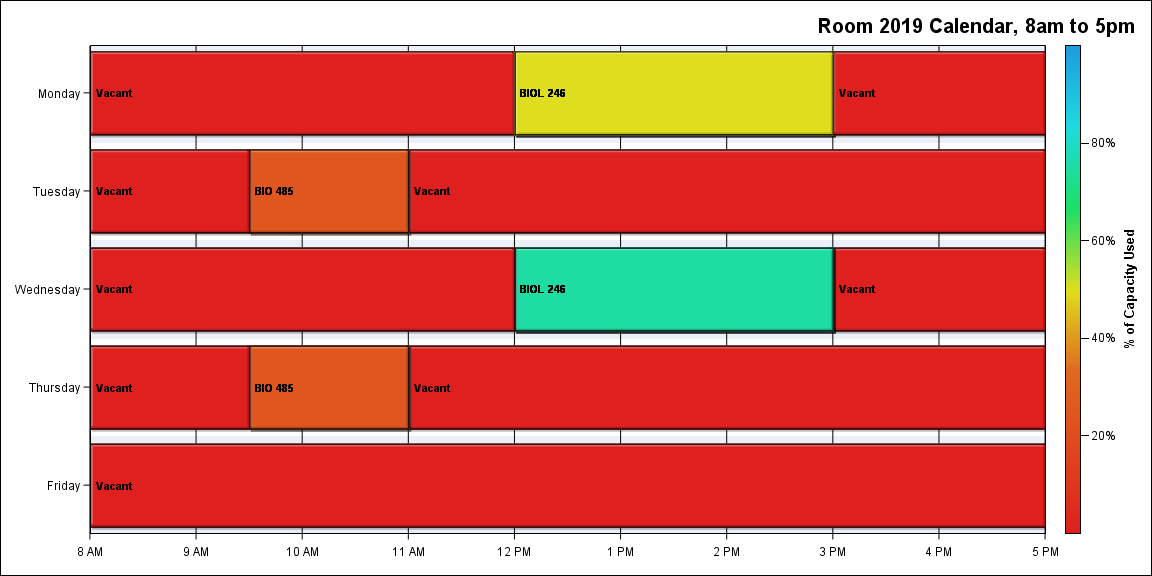 Room 2019 Calendar, 8am to 5pm
Monday
Vacant
BIOL 246
Vacant
Tuesday
Vacant
BIO 485
Vacant
Wednesday
Vacant
BIOL 246
Vacant
Thursday
Vacant
BIO 485
Vacant
Friday
Vacant
8 AM
9 AM
10 AM
11 AM
12 PM
1 PM
2 PM
3 PM
4 PM
5 PM
80%
60%
40%
20%
% of Capacity Used